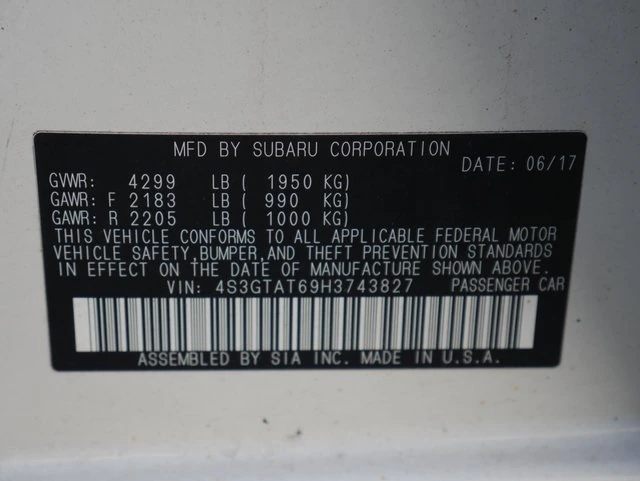 MFD BY SUBARU CORPORATION DATE: 06/17
GVWR: 4299 LB ( 1950 KG)
GAWR: F 2183 LB ( 990 KG)
GAWR: R 2205 LB ( 1000 KG)
THIS VEHICLE CONFORMS TO ALL APPLICABLE FEDERAL MOTOR
VEHICLE SAFETY, BUMPER, AND THEFT PREVENTION STANDARDS
IN EFFECT ON THE DATE OF MANUFACTURE SHOWN ABOVE.
VIN: 4S3GTAT69H3743827 PASSENGER CAR
ASSEMBLED BY SIA INC. MADE IN U.S.A.